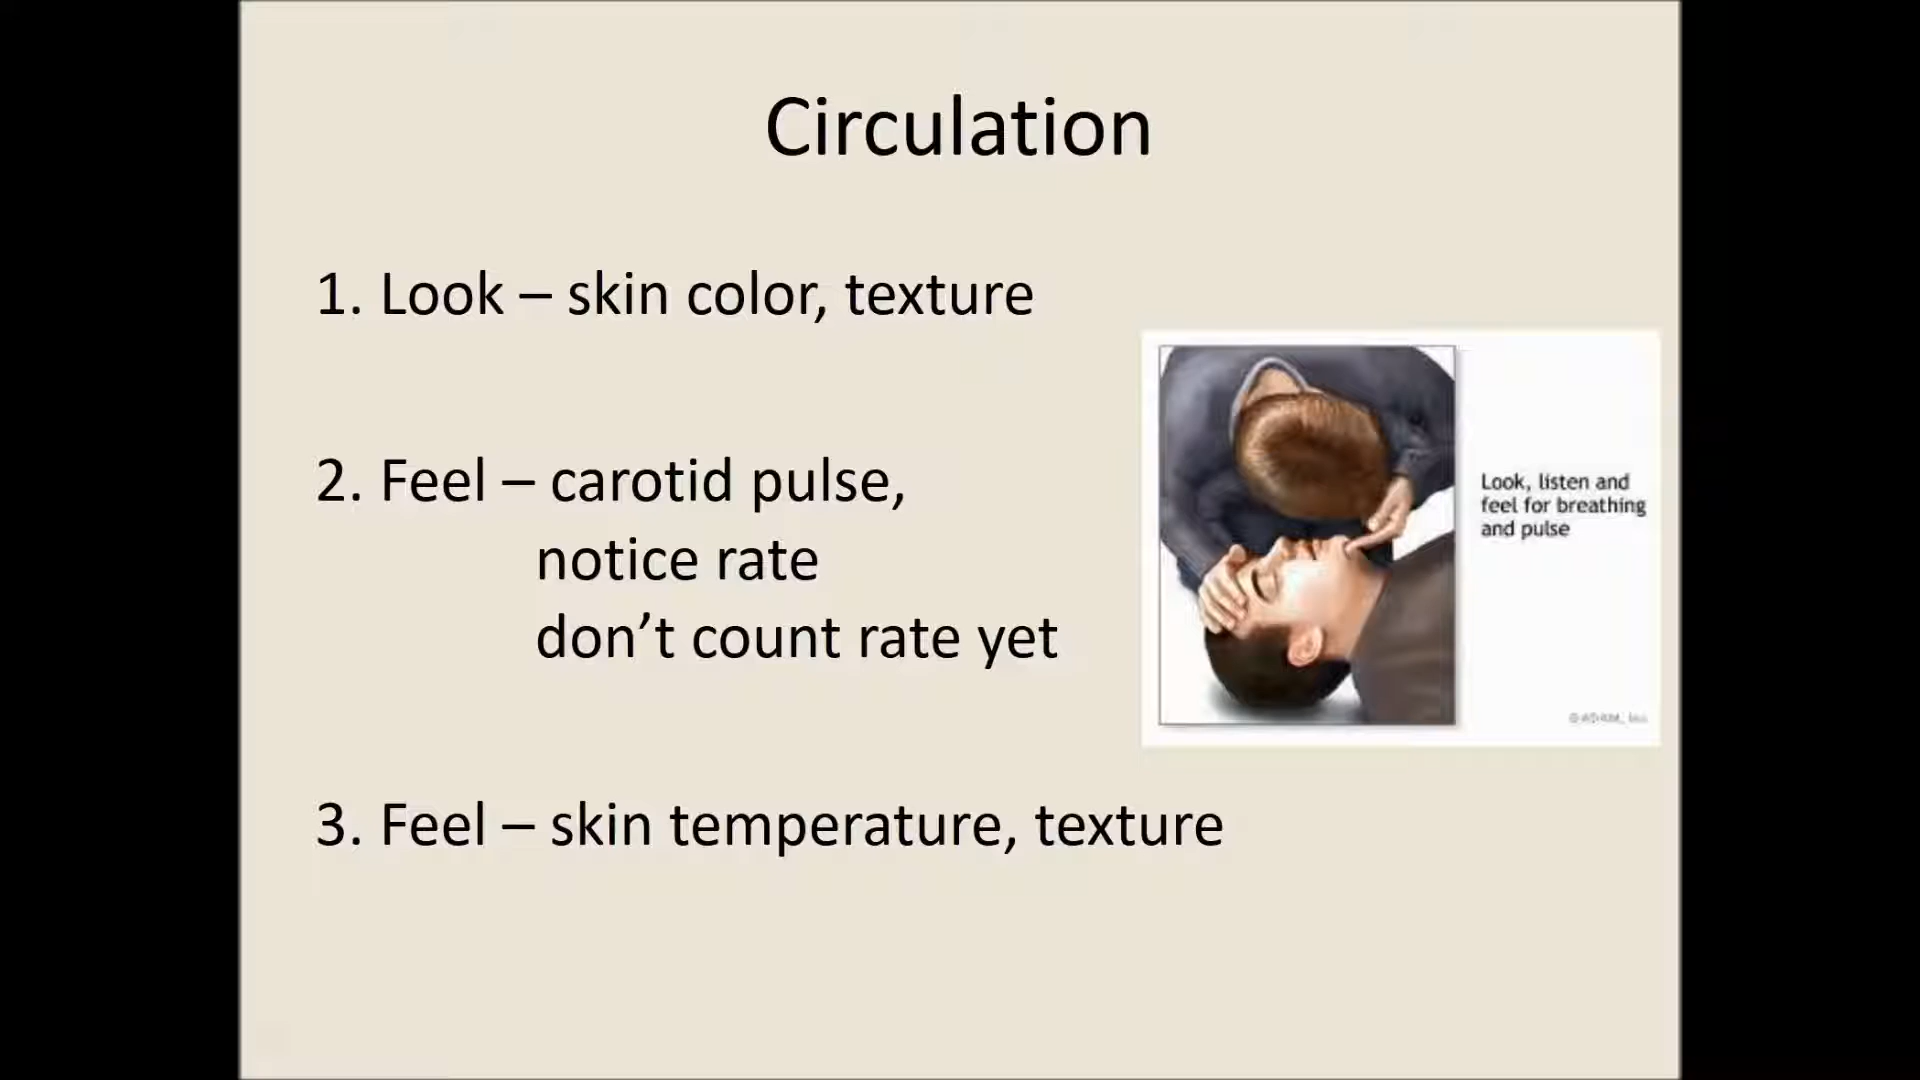 Circulation
1. Look – skin color, texture
2. Feel – carotid pulse,
notice rate
don’t count rate yet
Look, listen and
feel for breathing
and pulse
3. Feel – skin temperature, texture